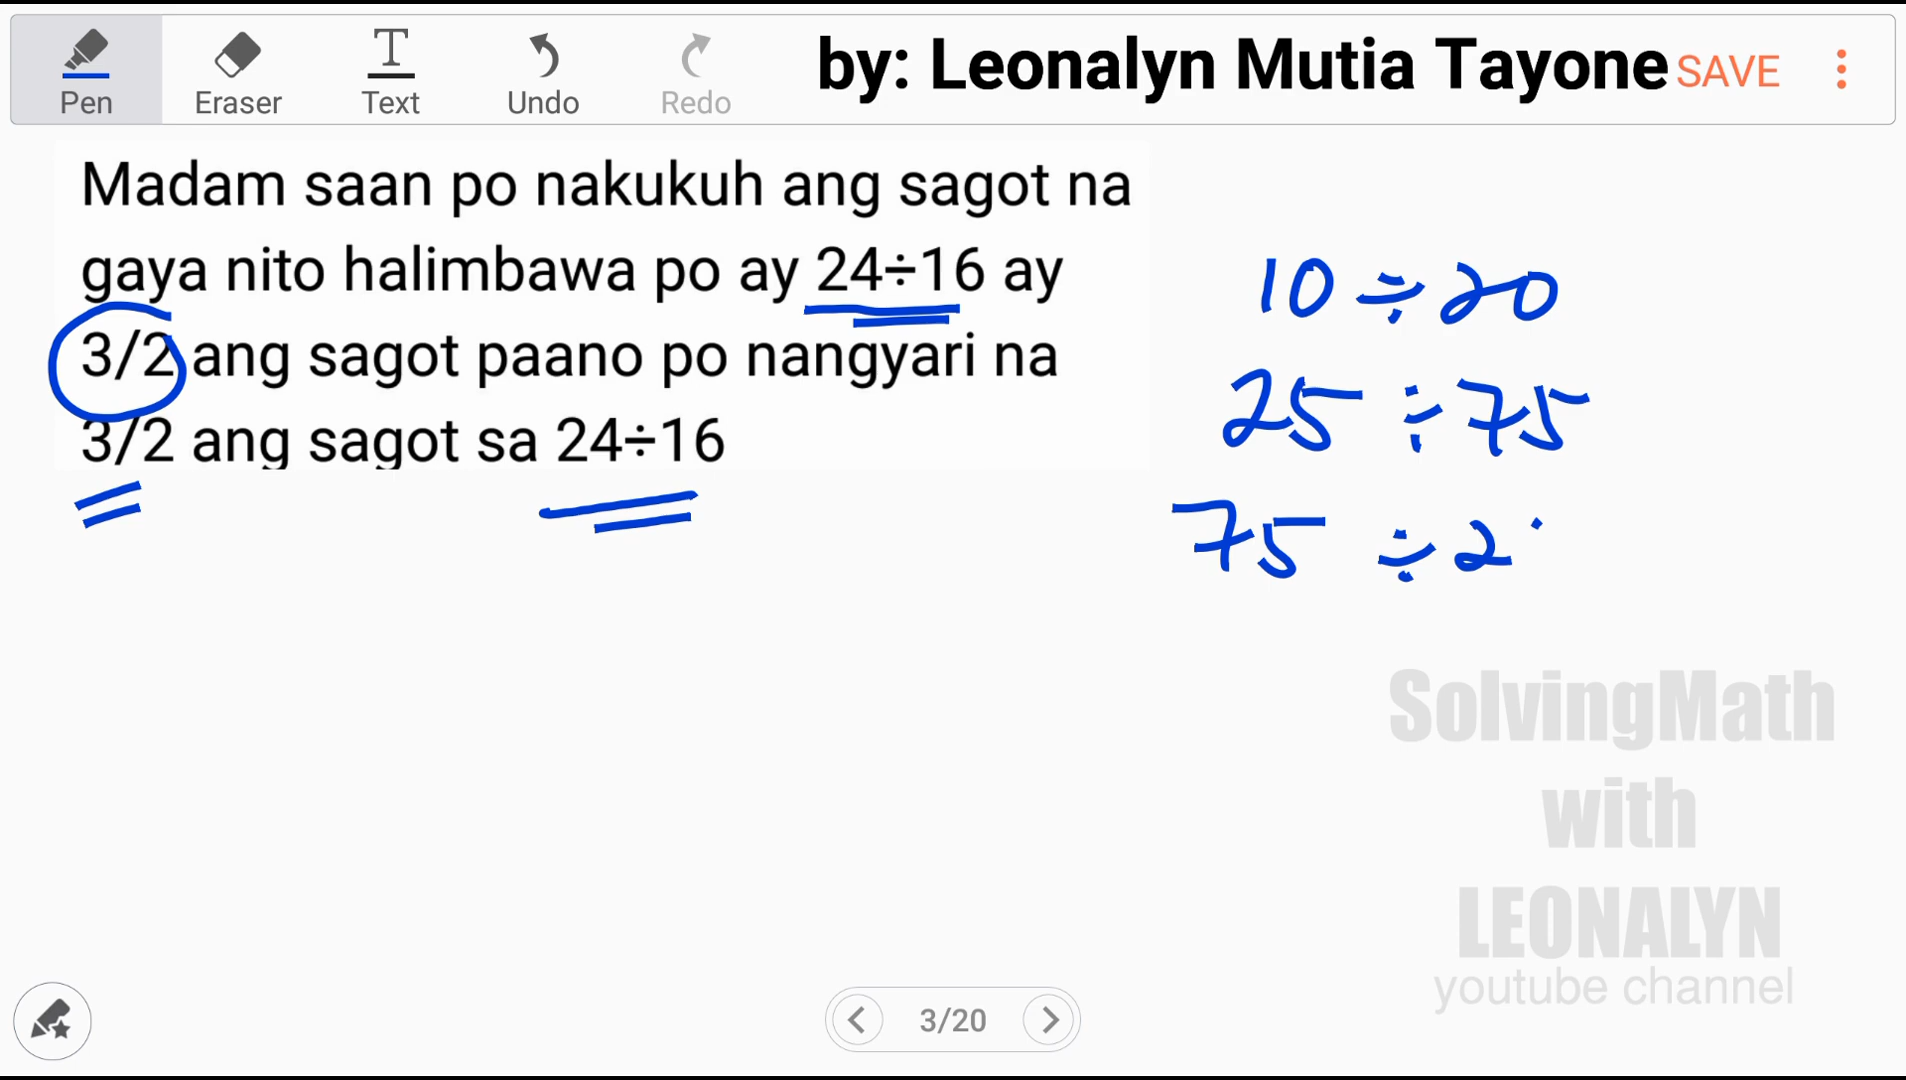 Pen
Eraser
Text
Undo
Redo
by: Leonalyn Mutia Tayone
SAVE
Madam saan po nakukuh ang sagot na
gaya nito halimbawa po ay 24÷16 ay
3/2 ang sagot paano po nangyari na
3/2 ang sagot sa 24÷16
10 ÷ 20
25 ÷ 75
75 ÷ 2
SolvingMath
with
LEONALYN
youtube channel
3/20